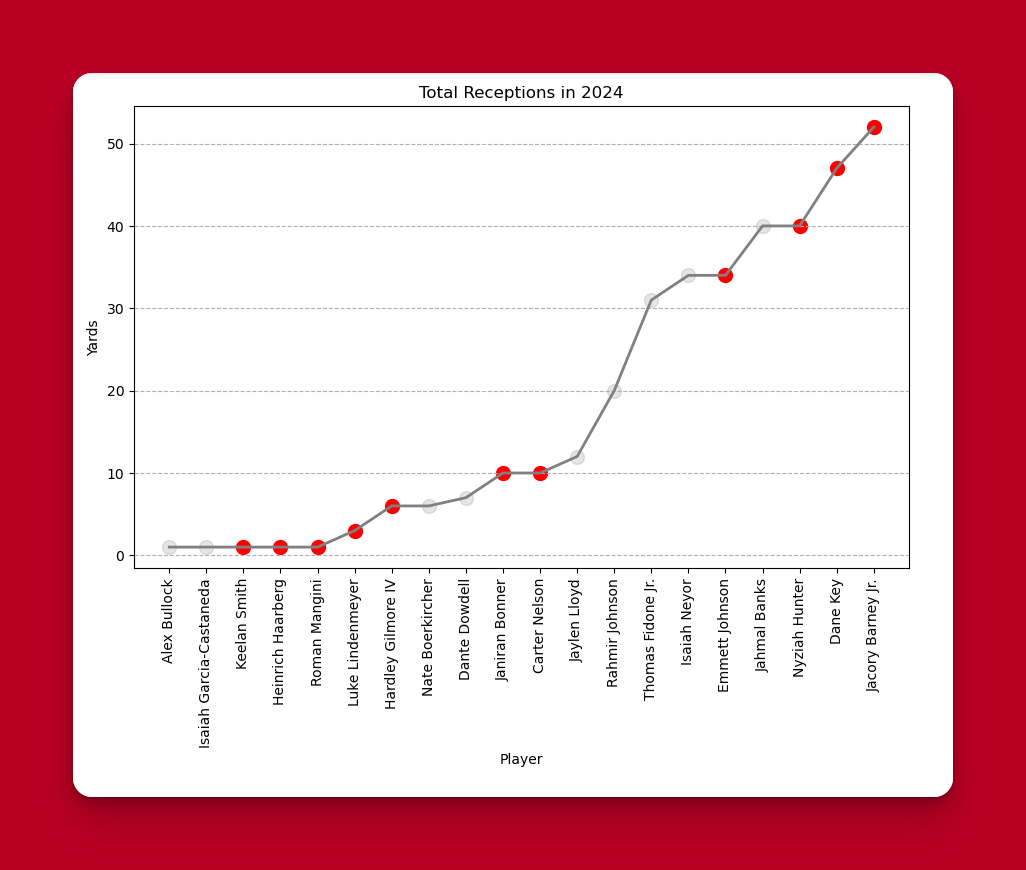 Total Receptions in 2024
Yards
50
40
30
20
10
0
Alex Bullock
Isaiah Garcia-Castaneda
Keelan Smith
Heinrich Haarberg
Roman Mangini
Luke Lindenmeyer
Hardley Gilmore IV
Nate Boerkircher
Dante Dowdell
Janiran Bonner
Carter Nelson
Jaylen Lloyd
Rahmir Johnson
Thomas Fidone Jr.
Isaiah Neyor
Emmett Johnson
Jahmal Banks
Nyziah Hunter
Dane Key
Jacory Barney Jr.
Player